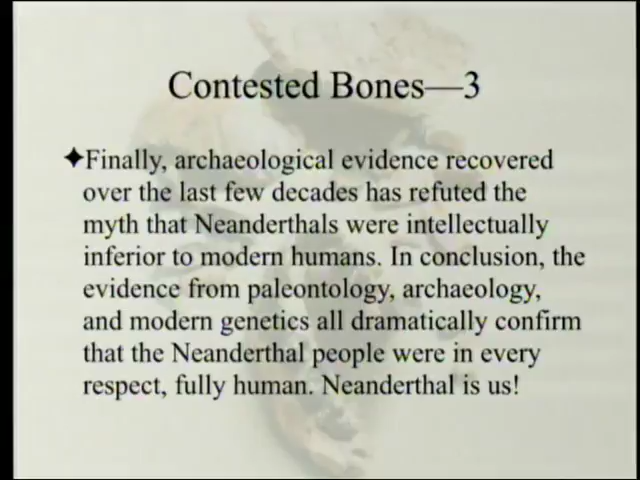 Contested Bones—3
✦Finally, archaeological evidence recovered
over the last few decades has refuted the
myth that Neanderthals were intellectually
inferior to modern humans. In conclusion, the
evidence from paleontology, archaeology,
and modern genetics all dramatically confirm
that the Neanderthal people were in every
respect, fully human. Neanderthal is us!